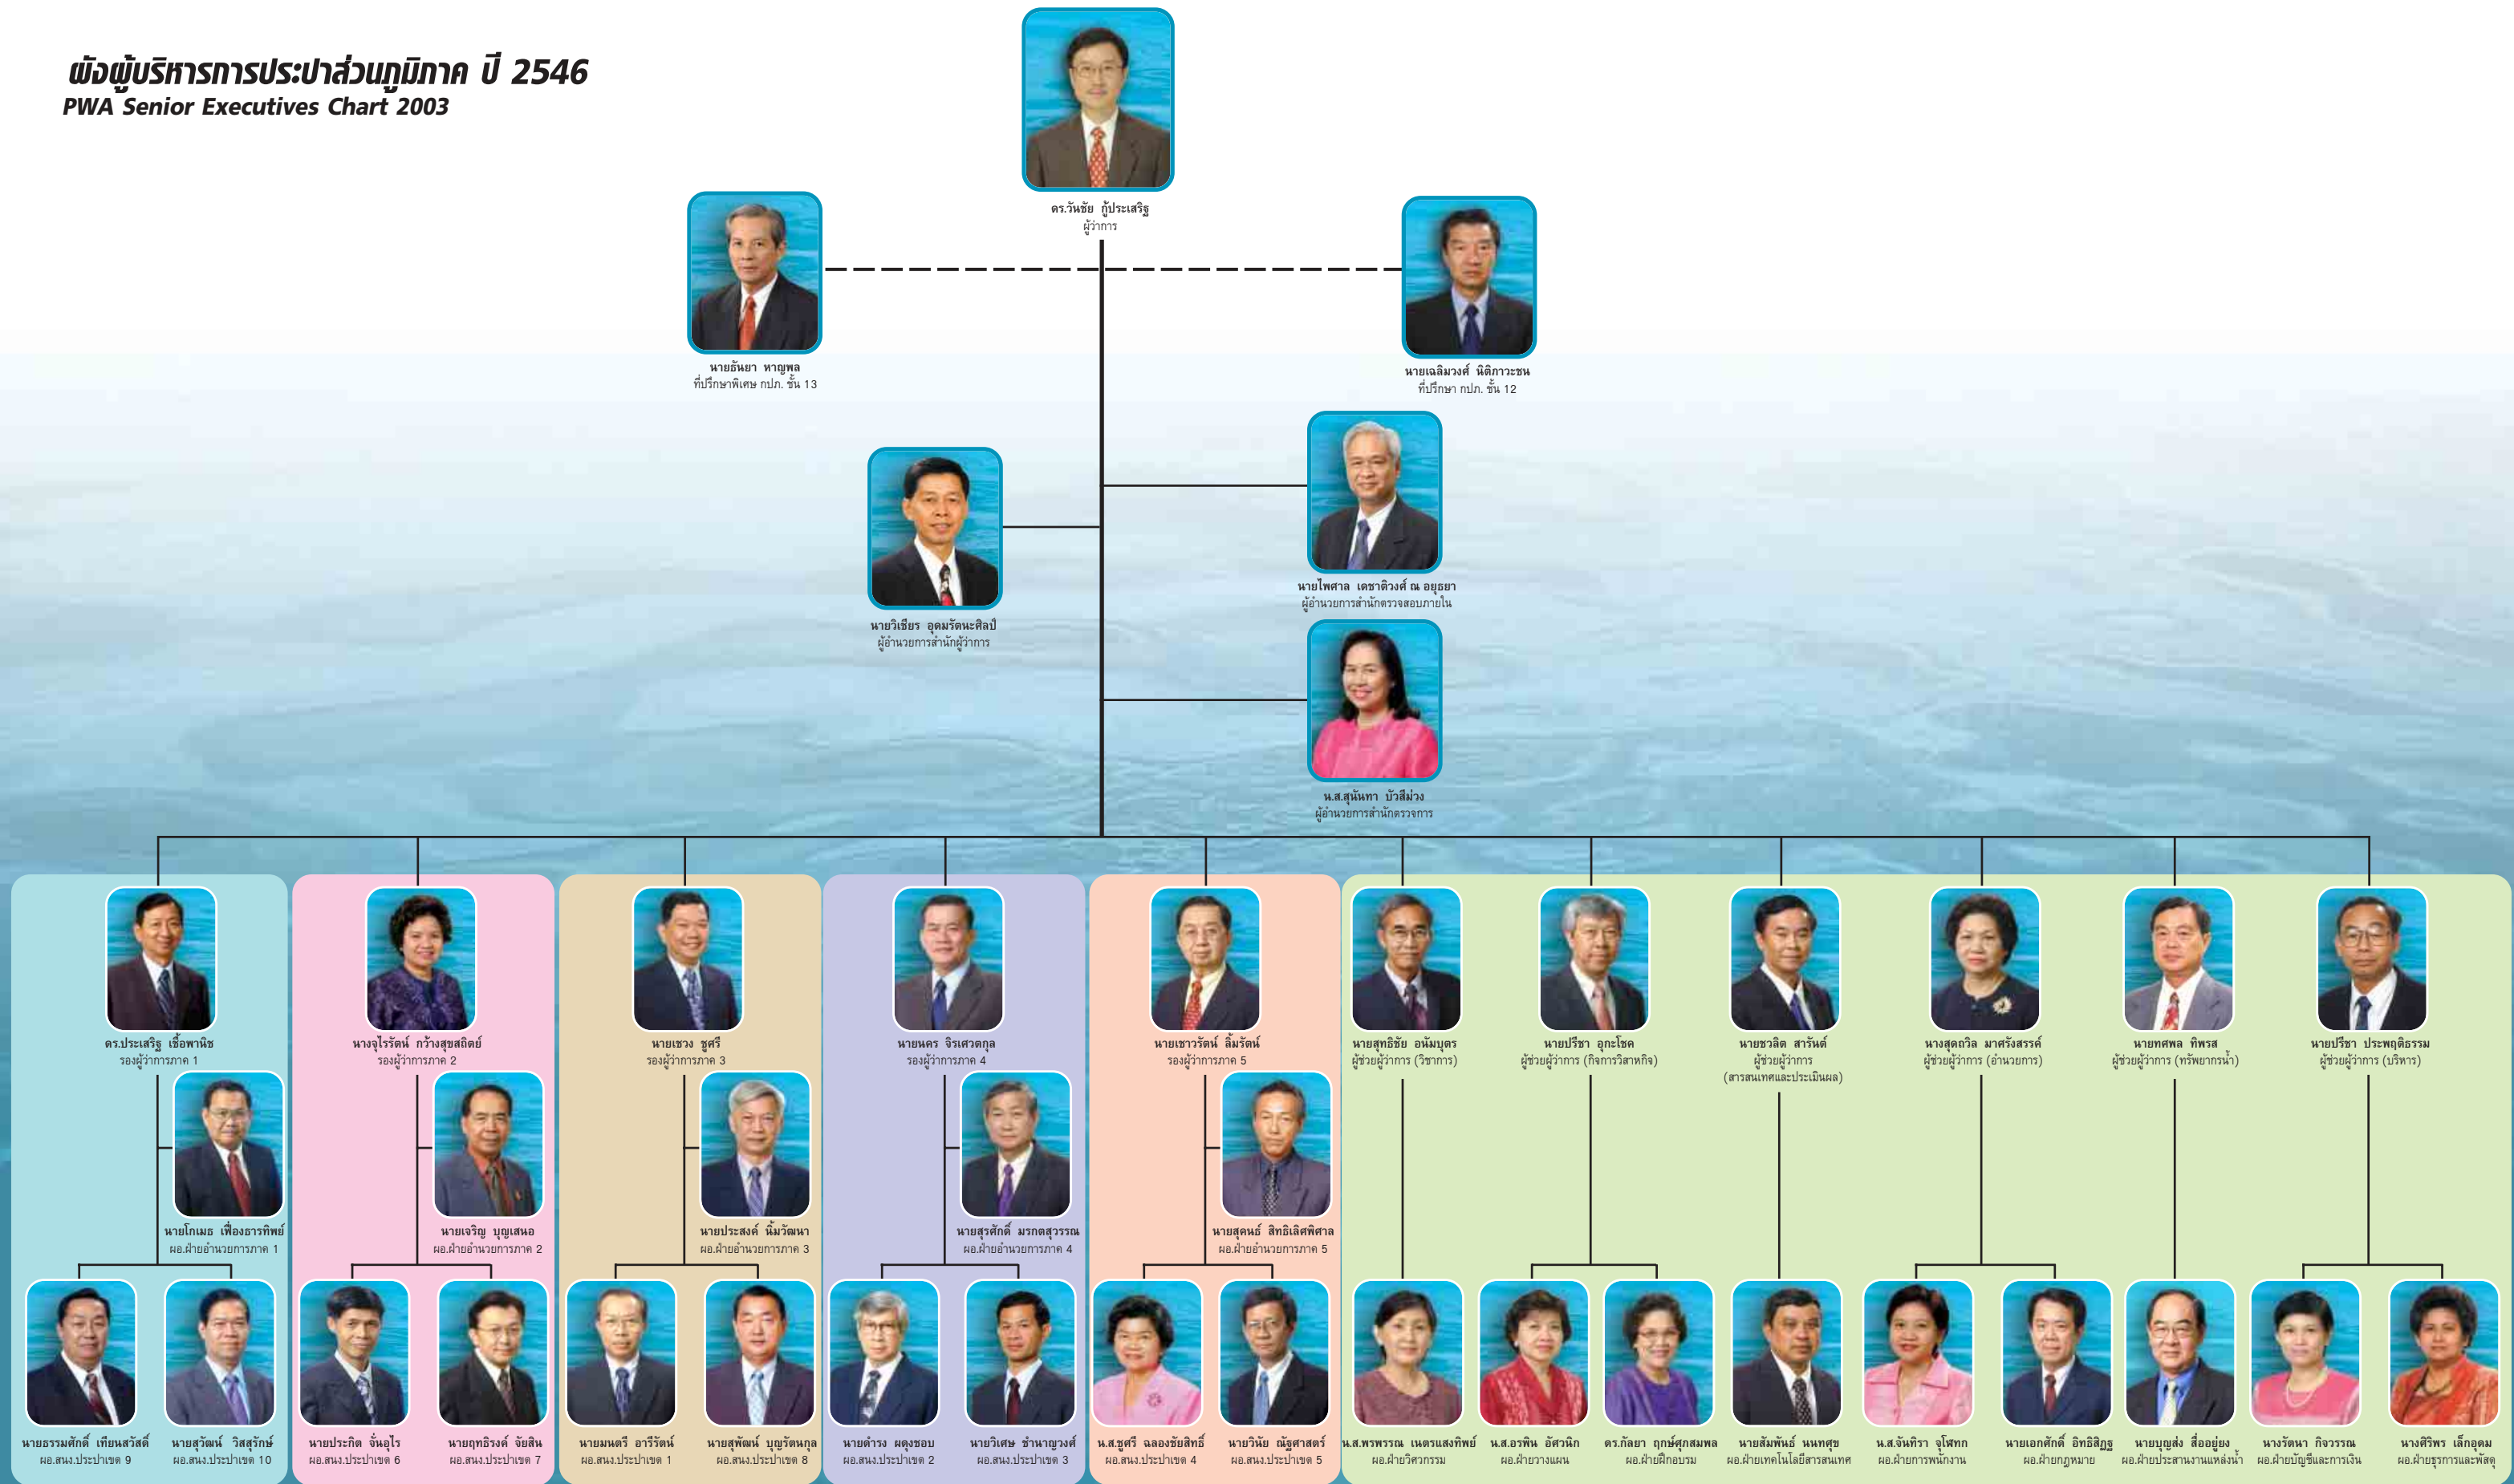 ผังผู้บริหารการประปาส่วนภูมิภาค ปี 2546
PWA Senior Executives Chart 2003
ดร.วันชัย กู้ประเสริฐ
ผู้ว่าการ
นายธันยา หาญพล
ที่ปรึกษาพิเศษ กปภ. ชั้น 13
นายเฉลิมวงศ์ นิติภาวะชน
ที่ปรึกษา กปภ. ชั้น 12
นายไพศาล เดชาติวงศ์ ณ อยุธยา
ผู้อำนวยการสำนักตรวจสอบภายใน
นายวิเชียร อุดมรัตนะศิลป์
ผู้อำนวยการสำนักผู้ว่าการ
น.ส.สุนันทา บัวสีม่วง
ผู้อำนวยการสำนักตรวจการ
ดร.ประเสริฐ เชื้อพานิช
รองผู้ว่าการภาค 1
นางจุไรรัตน์ กว้างสุขสถิตย์
รองผู้ว่าการภาค 2
นายเชวง ชูศรี
รองผู้ว่าการภาค 3
นายนคร จิรเศวตกุล
รองผู้ว่าการภาค 4
นายเชาวรัตน์ ลิ้มรัตน์
รองผู้ว่าการภาค 5
นายสุทธิชัย อนัมบุตร
ผู้ช่วยผู้ว่าการ (วิชาการ)
นายปรีชา อุกะโชค
ผู้ช่วยผู้ว่าการ (กิจการวิสาหกิจ)
นายชวลิต สารันต์
ผู้ช่วยผู้ว่าการ
(สารสนเทศและประเมินผล)
นางสุดถวิล มาศรังสรรค์
ผู้ช่วยผู้ว่าการ (อำนวยการ)
นายทศพล ทิพรส
ผู้ช่วยผู้ว่าการ (ทรัพยากรน้ำ)
นายปรีชา ประพฤติธรรม
ผู้ช่วยผู้ว่าการ (บริหาร)
นายโกเมธ เฟื่องธารทิพย์
ผอ.ฝ่ายอำนวยการภาค 1
นายเจริญ บุญเสนอ
ผอ.ฝ่ายอำนวยการภาค 2
นายประสงค์ นิ้มวัฒนา
ผอ.ฝ่ายอำนวยการภาค 3
นายสุรศักดิ์ มรกตสุวรรณ
ผอ.ฝ่ายอำนวยการภาค 4
นายสุคนธ์ สิทธิเลิศพิศาล
ผอ.ฝ่ายอำนวยการภาค 5
นายธรรมศักดิ์ เทียนสวัสดิ์
ผอ.สนง.ประปาเขต 9
นายสุวัฒน์ วิสสุรักษ์
ผอ.สนง.ประปาเขต 10
นายประกิต จั่นอุไร
ผอ.สนง.ประปาเขต 6
นายฤทธิรงค์ จัยสิน
ผอ.สนง.ประปาเขต 7
นายมนตรี อารีรัตน์
ผอ.สนง.ประปาเขต 1
นายสุพัฒน์ บุญรัตนกุล
ผอ.สนง.ประปาเขต 8
นายดำรง ผดุงชอบ
ผอ.สนง.ประปาเขต 2
นายวิเศษ ชำนาญวงศ์
ผอ.สนง.ประปาเขต 3
น.ส.ชูศรี ฉลองชัยสิทธิ์
ผอ.สนง.ประปาเขต 4
นายวินัย ณัฐศาสตร์
ผอ.สนง.ประปาเขต 5
น.ส.พรพรรณ เนตรแสงทิพย์
ผอ.ฝ่ายวิศวกรรม
น.ส.อรพิน อัศวนิก
ผอ.ฝ่ายวางแผน
ดร.กัลยา ฤกษ์ศุภสมพล
ผอ.ฝ่ายฝึกอบรม
นายสัมพันธ์ นนทศุข
ผอ.ฝ่ายเทคโนโลยีสารสนเทศ
น.ส.จันทิรา จุโฬทก
ผอ.ฝ่ายการพนักงาน
นายเอกศักดิ์ อิทธิสิฎฐ
ผอ.ฝ่ายกฎหมาย
นายบุญส่ง สื่ออยู่ยง
ผอ.ฝ่ายประสานงานแหล่งน้ำ
นางรัตนา กิจวรรณ
ผอ.ฝ่ายบัญชีและการเงิน
นางศิริพร เล็กอุดม
ผอ.ฝ่ายธุรการและพัสดุ